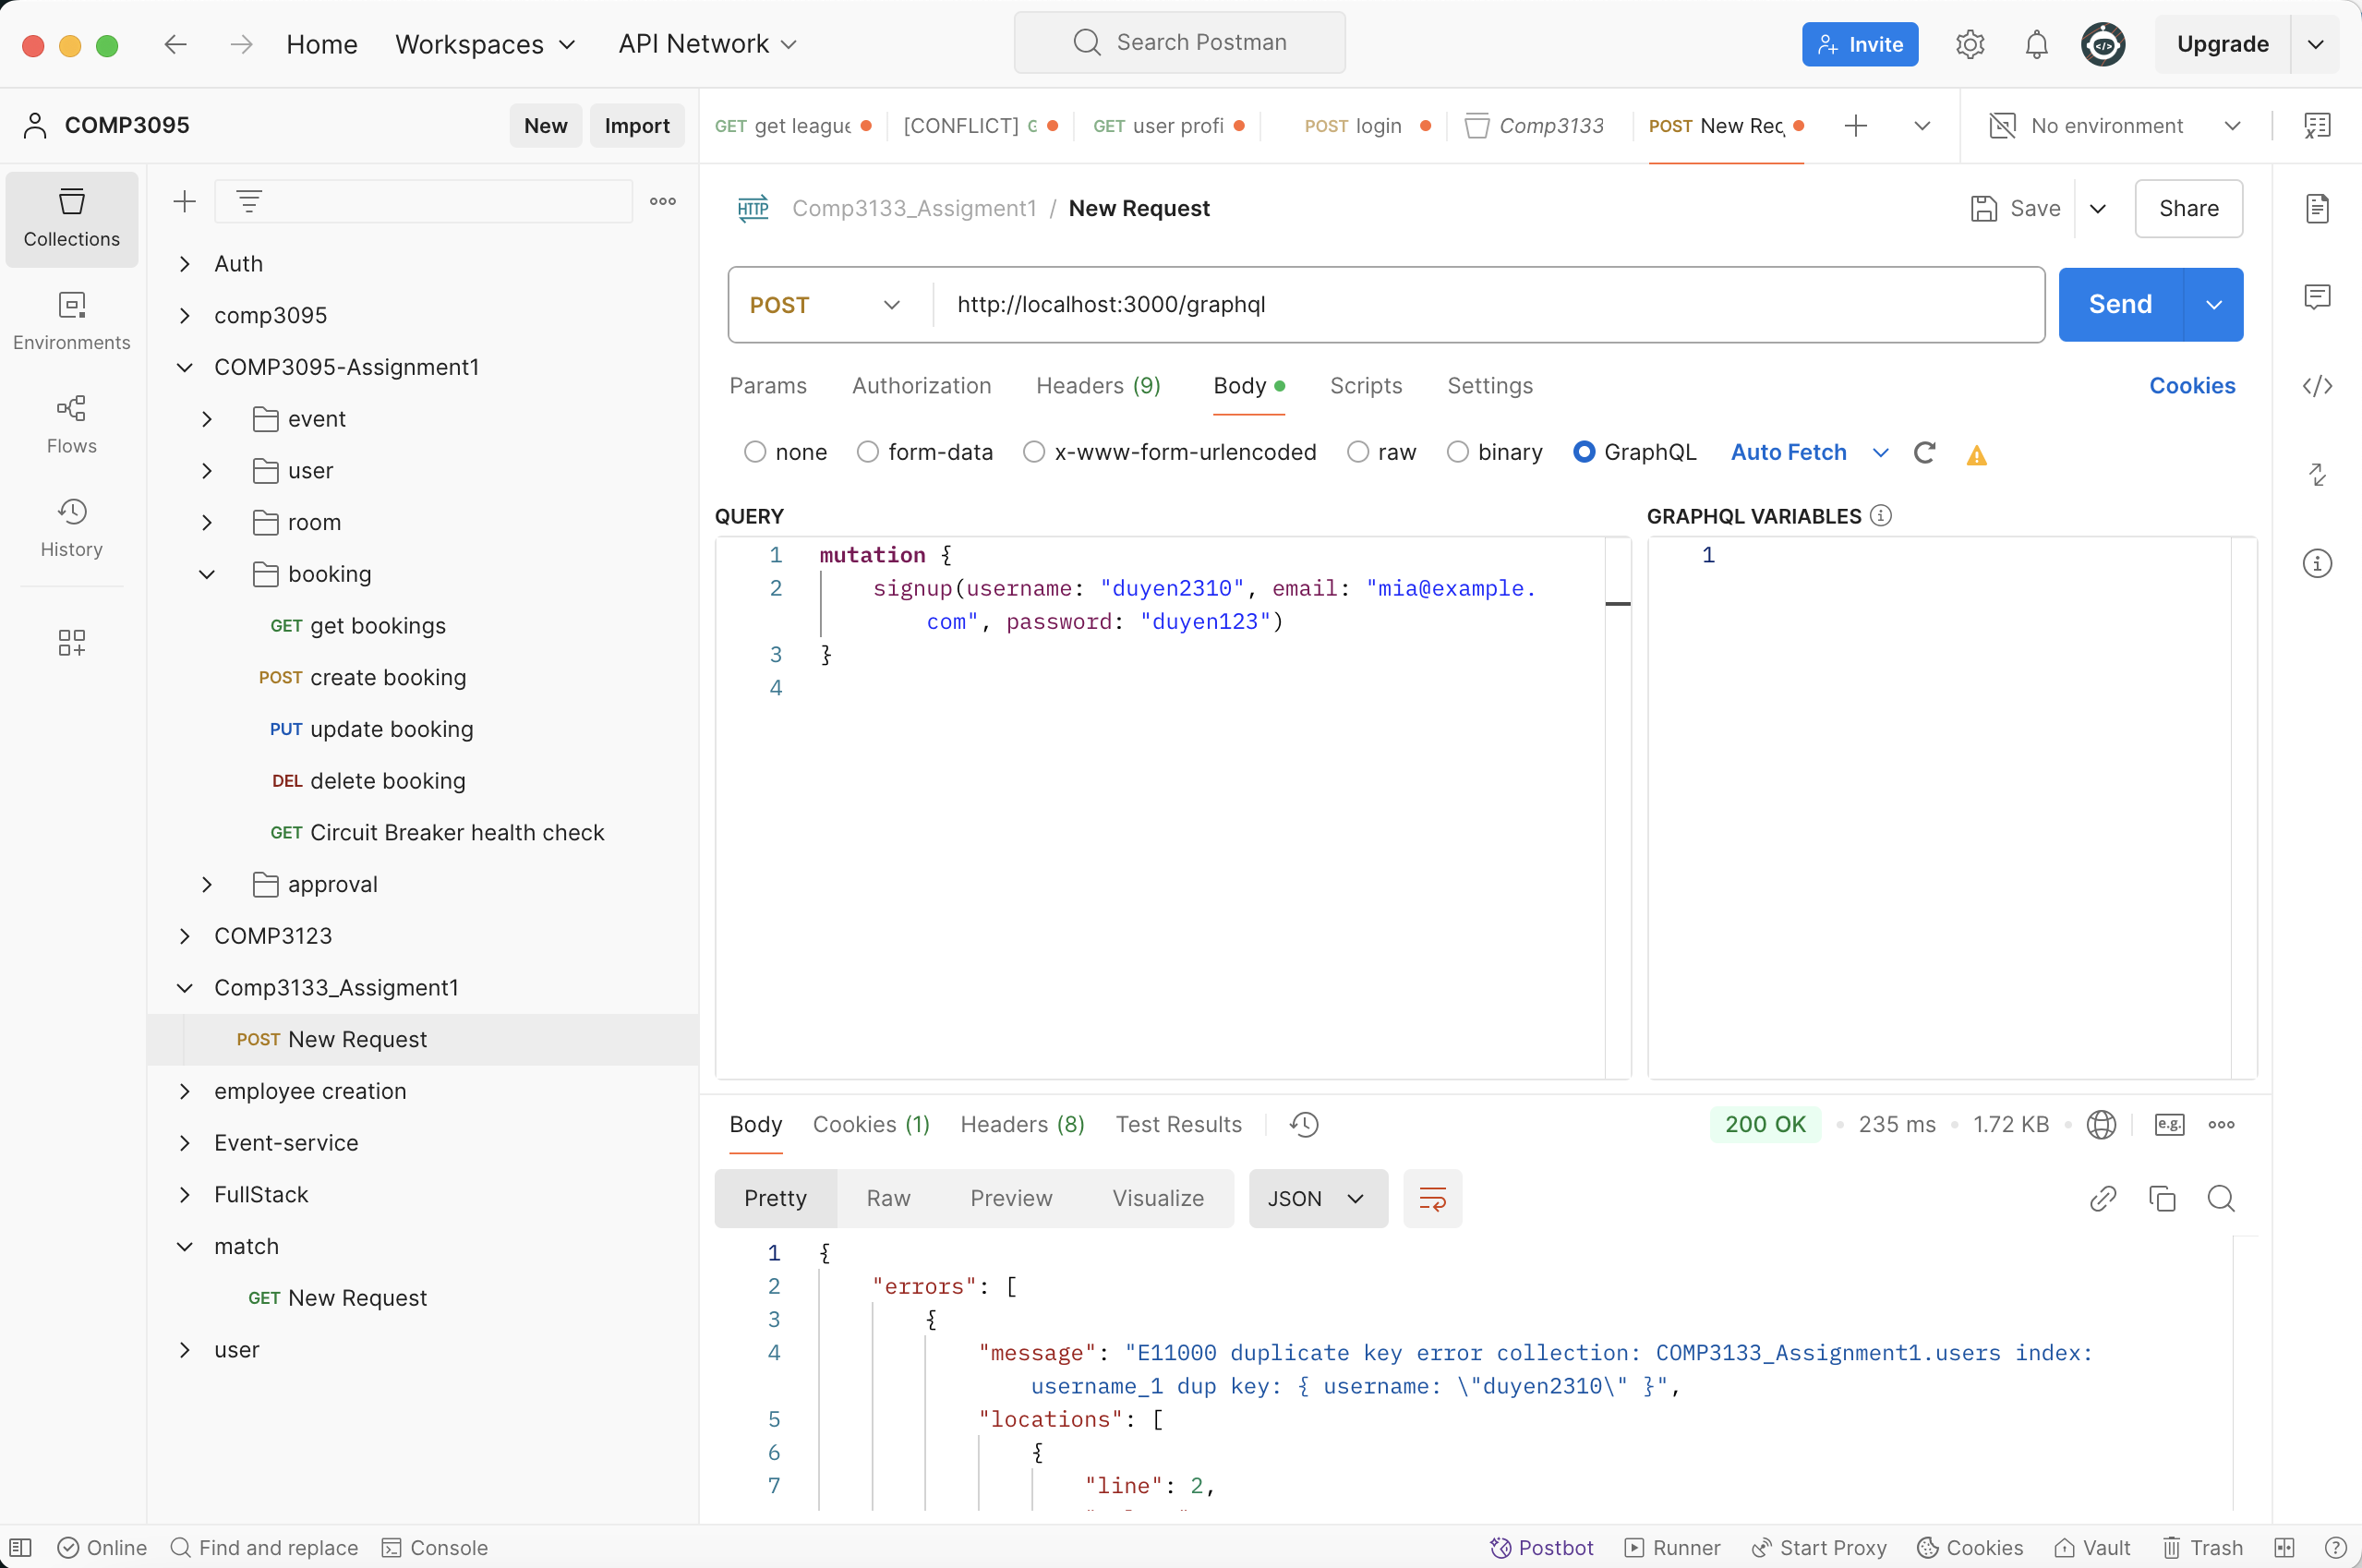 Home Workspaces API Network Search Postman Invite Upgrade
COMP3095 New Import
GET get league [CONFLICT] G GET user profi POST login Comp3133 POST New Rec No environment
Collections
Environments
Flows
History
Auth
comp3095
COMP3095-Assignment1
event
user
room
booking
GET get bookings
POST create booking
PUT update booking
DEL delete booking
GET Circuit Breaker health check
approval
COMP3123
Comp3133_Assigment1
POST New Request
employee creation
Event-service
FullStack
match
GET New Request
user
HTTP Comp3133_Assigment1 / New Request Save Share
POST http://localhost:3000/graphql Send
Params Authorization Headers (9) Body Scripts Settings Cookies
none form-data x-www-form-urlencoded raw binary GraphQL Auto Fetch
QUERY
1 mutation {
2 signup(username: "duyen2310", email: "mia@example.
com", password: "duyen123")
3 }
4
GRAPHQL VARIABLES
1
Body Cookies (1) Headers (8) Test Results 200 OK 235 ms 1.72 KB e.g.
Pretty Raw Preview Visualize JSON
1 {
2 "errors": [
3 {
4 "message": "E11000 duplicate key error collection: COMP3133_Assignment1.users index:
username_1 dup key: { username: \"duyen2310\" }",
5 "locations": [
6 {
7 "line": 2,
Online Find and replace Console Postbot Runner Start Proxy Cookies Vault Trash